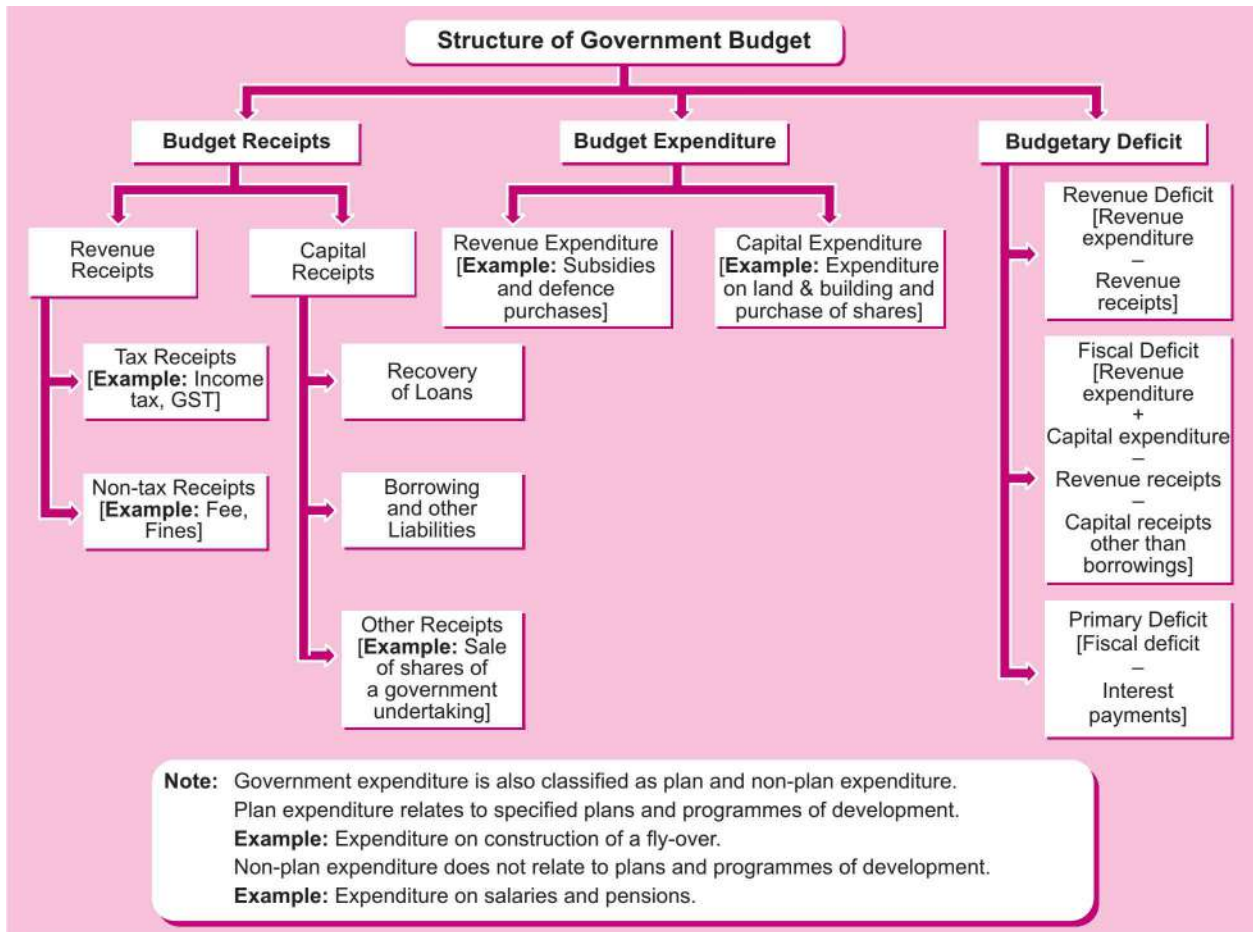 Structure of Government Budget
Budget Receipts
Budget Expenditure
Budgetary Deficit
Revenue
Receipts
Capital
Receipts
Revenue Expenditure
[Example: Subsidies
and defence
purchases]
Capital Expenditure
[Example: Expenditure
on land & building and
purchase of shares]
Revenue Deficit
[Revenue
expenditure
–
Revenue
receipts]
Tax Receipts
[Example: Income
tax, GST]
Non-tax Receipts
[Example: Fee,
Fines]
Recovery
of Loans
Borrowing
and other
Liabilities
Other Receipts
[Example: Sale
of shares of
a government
undertaking]
Fiscal Deficit
[Revenue
expenditure
+
Capital expenditure
–
Revenue receipts
–
Capital receipts
other than
borrowings]
Primary Deficit
[Fiscal deficit
–
Interest
payments]
Note: Government expenditure is also classified as plan and non-plan expenditure.
Plan expenditure relates to specified plans and programmes of development.
Example: Expenditure on construction of a fly-over.
Non-plan expenditure does not relate to plans and programmes of development.
Example: Expenditure on salaries and pensions.